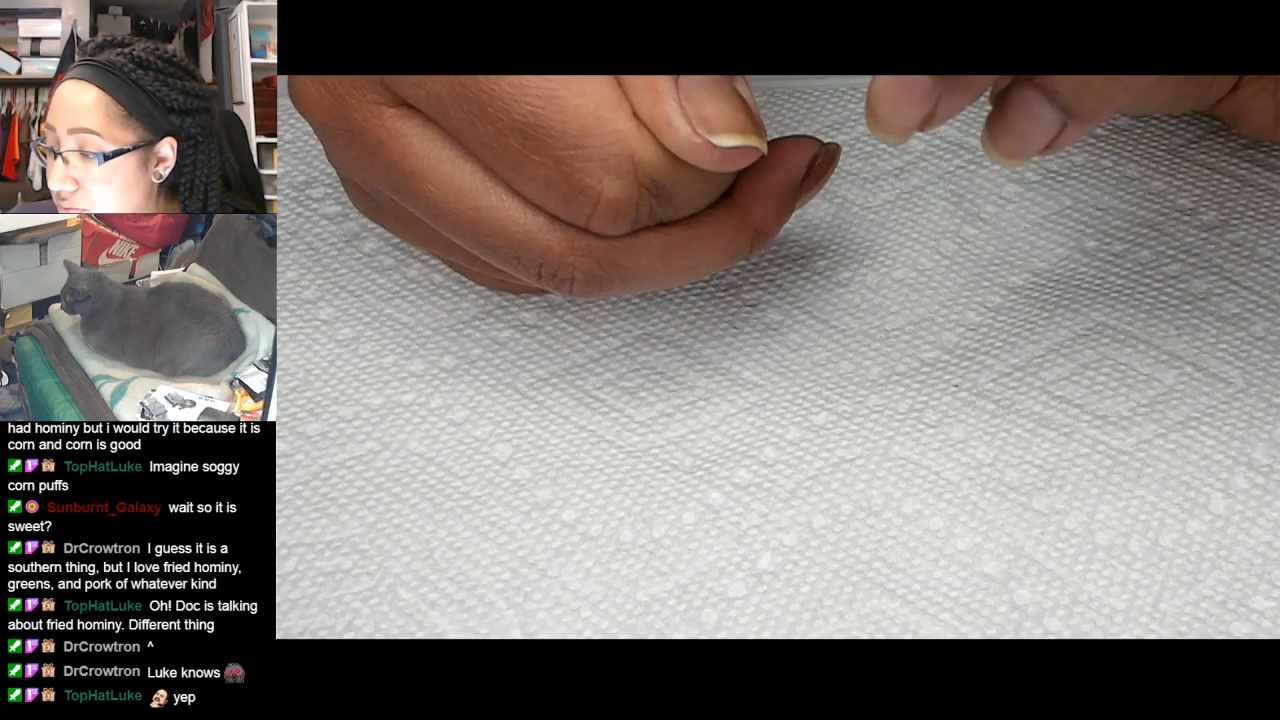 NIKE
had hominy but i would try it because it is
corn and corn is good
TopHatLuke Imagine soggy
corn puffs
Sunburnt_Galaxy wait so it is
sweet?
DrCrowtron I guess it is a
southern thing, but I love fried hominy,
greens, and pork of whatever kind
TopHatLuke Oh! Doc is talking
about fried hominy. Different thing
DrCrowtron ^
DrCrowtron Luke knows
TopHatLuke yep